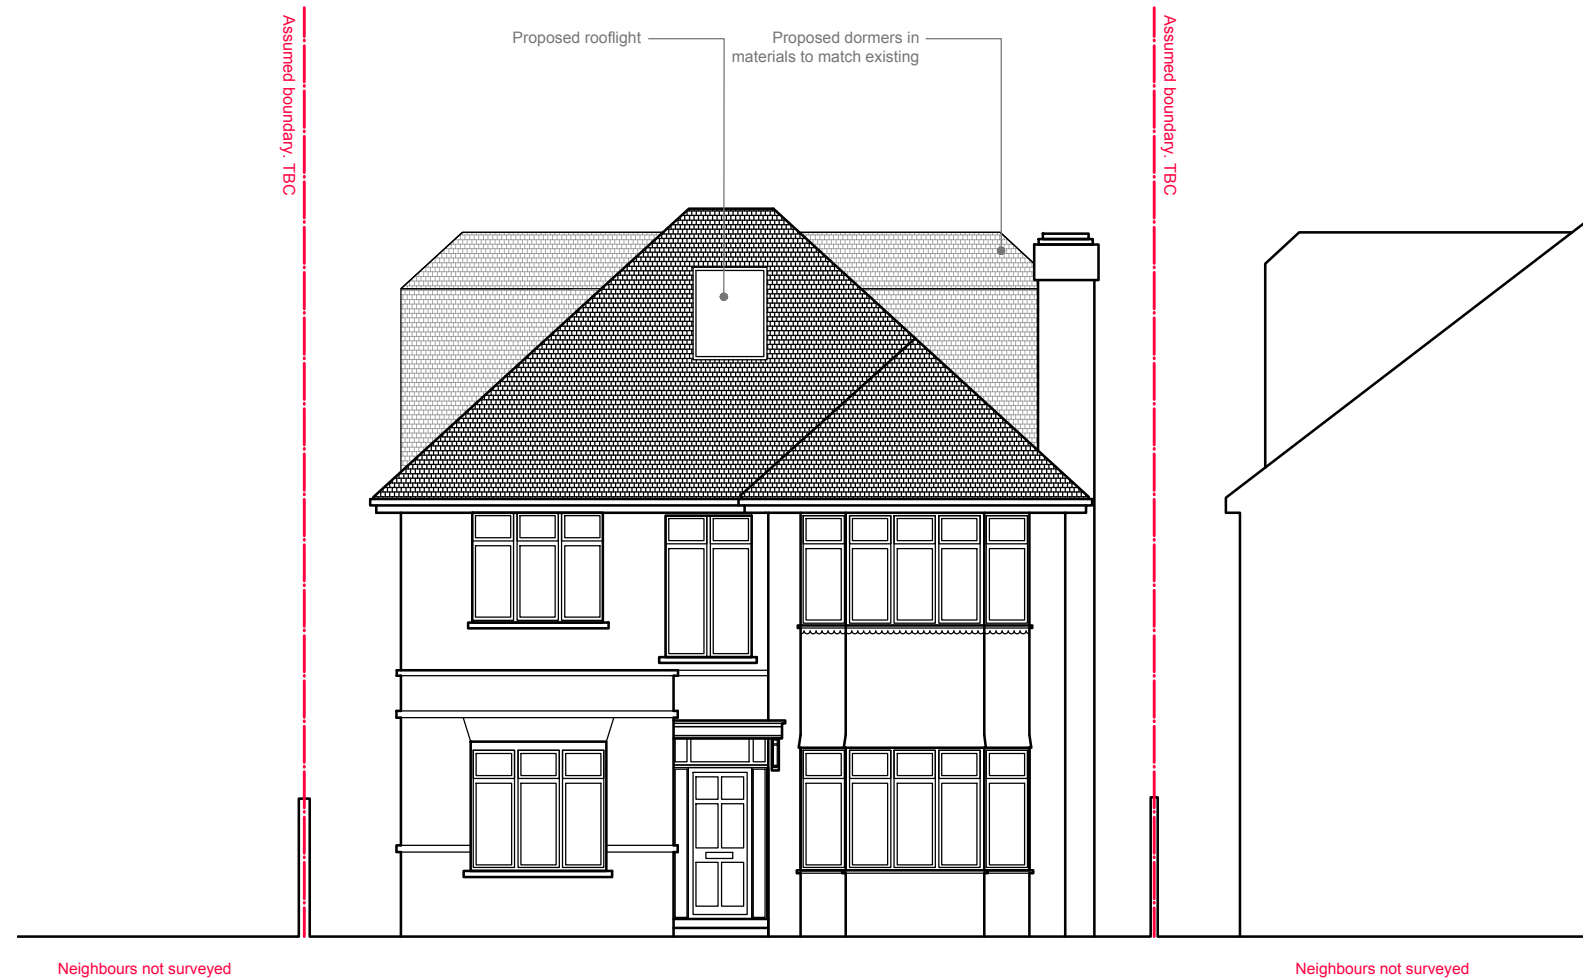 Assumed boundary. TBC
Proposed rooflight
Proposed dormers in
materials to match existing
Assumed boundary. TBC
Neighbours not surveyed
Neighbours not surveyed